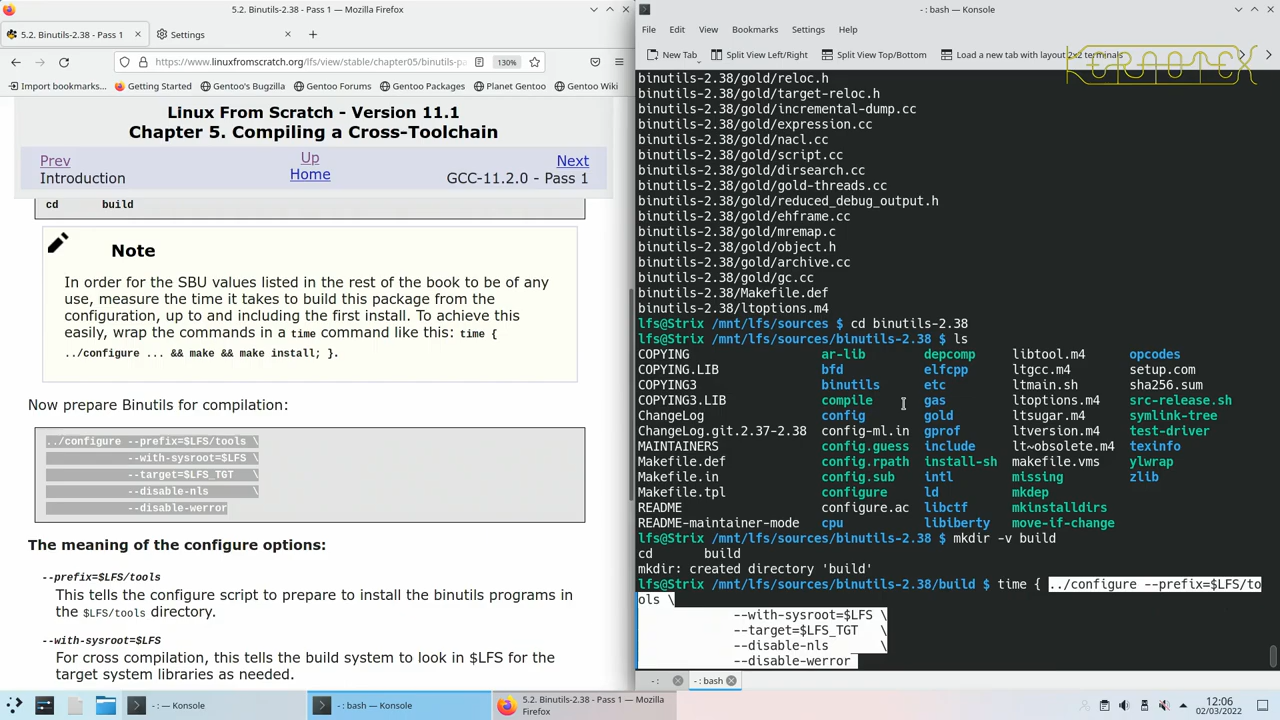 5.2. Binutils-2.38 - Pass 1 — Mozilla Firefox
5.2. Binutils-2.38 - Pass 1
Settings
https://www.linuxfromscratch.org/lfs/view/stable/chapter05/binutils-pa
130%
Import bookmarks...
Getting Started
Gentoo's Bugzilla
Gentoo Forums
Gentoo Packages
Planet Gentoo
Gentoo Wiki
Linux From Scratch - Version 11.1
Chapter 5. Compiling a Cross-Toolchain
Prev
Up
Next
Introduction
Home
GCC-11.2.0 - Pass 1
cd build
Note
In order for the SBU values listed in the rest of the book to be of any
use, measure the time it takes to build this package from the
configuration, up to and including the first install. To achieve this
easily, wrap the commands in a time command like this: time {
../configure ... && make && make install; }.
Now prepare Binutils for compilation:
../configure --prefix=$LFS/tools \
--with-sysroot=$LFS \
--target=$LFS_TGT \
--disable-nls \
--disable-werror
The meaning of the configure options:
--prefix=$LFS/tools
This tells the configure script to prepare to install the binutils programs in
the $LFS/tools directory.
--with-sysroot=$LFS
For cross compilation, this tells the build system to look in $LFS for the
target system libraries as needed.
- : bash — Konsole
File Edit View Bookmarks Settings Help
New Tab Split View Left/Right Split View Top/Bottom Load a new tab with layout 2x2 terminals
KERNOTEX
binutils-2.38/gold/reloc.h
binutils-2.38/gold/target-reloc.h
binutils-2.38/gold/incremental-dump.cc
binutils-2.38/gold/expression.cc
binutils-2.38/gold/nacl.cc
binutils-2.38/gold/script.cc
binutils-2.38/gold/dirsearch.cc
binutils-2.38/gold/gold-threads.cc
binutils-2.38/gold/reduced_debug_output.h
binutils-2.38/gold/ehframe.cc
binutils-2.38/gold/mremap.c
binutils-2.38/gold/object.h
binutils-2.38/gold/archive.cc
binutils-2.38/gold/gc.cc
binutils-2.38/Makefile.def
binutils-2.38/ltoptions.m4
lfs@Strix /mnt/lfs/sources $ cd binutils-2.38
lfs@Strix /mnt/lfs/sources/binutils-2.38 $ ls
COPYING ar-lib depcomp libtool.m4 opcodes
COPYING.LIB bfd elfcpp ltgcc.m4 setup.com
COPYING3 binutils etc ltmain.sh sha256.sum
COPYING3.LIB compile gas ltoptions.m4 src-release.sh
ChangeLog config gold ltsugar.m4 symlink-tree
ChangeLog.git.2.37-2.38 config-ml.in gprof ltversion.m4 test-driver
MAINTAINERS config.guess include lt~obsolete.m4 texinfo
Makefile.def config.rpath install-sh makefile.vms ylwrap
Makefile.in config.sub intl missing zlib
Makefile.tpl configure ld mkdep
README configure.ac libctf mkinstalldirs
README-maintainer-mode cpu libiberty move-if-change
lfs@Strix /mnt/lfs/sources/binutils-2.38 $ mkdir -v build
cd build
mkdir: created directory 'build'
lfs@Strix /mnt/lfs/sources/binutils-2.38/build $ time { ../configure --prefix=$LFS/to
ols \
--with-sysroot=$LFS \
--target=$LFS_TGT \
--disable-nls \
--disable-werror
- :
- : bash
- : — Konsole
- : bash — Konsole
5.2. Binutils-2.38 - Pass 1 — Mozilla
Firefox
12:06
02/03/2022